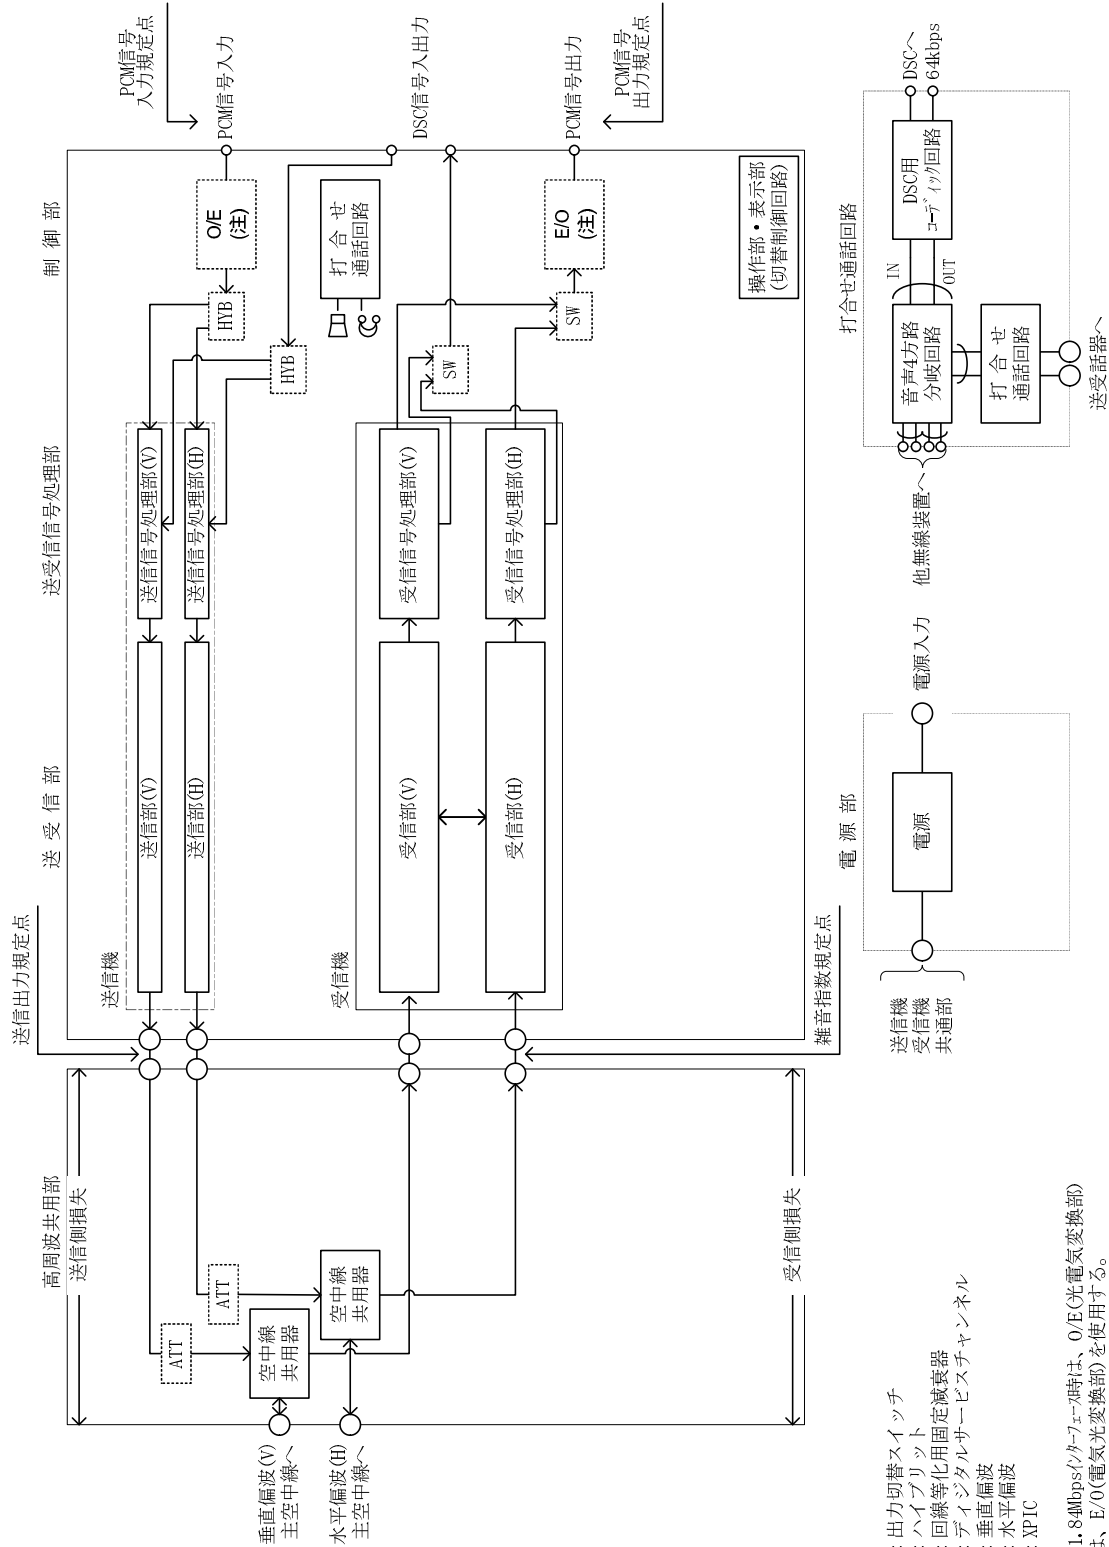 高周波共用部
送受信部
送受信信号処理部
制御部
送信出力規定点
PCM信号
入力規定点
送信側損失
送信機
ATT
ATT
送信部(V)
送信信号処理部(V)
送信部(H)
送信信号処理部(H)
HYB
HYB
O/E
(注)
PCM信号入力
垂直偏波(V)
主空中線へ
空中線
共用器
水平偏波(H)
主空中線へ
空中線
共用器
打合せ
通話回路
DSC信号入出力
受信機
受信部(V)
受信信号処理部(V)
SW
受信部(H)
受信信号処理部(H)
SW
E/O
(注)
PCM信号出力
PCM信号
出力規定点
受信側損失
雑音指数規定点
操作部・表示部
(切替制御回路)
:出力切替スイッチ
:ハイブリット
:回線等化用固定減衰器
:ディジタルサービスチャンネル
:垂直偏波
:水平偏波
:XPIC
1.84Mbpsインターフェース時は、O/E(光電気変換部)
は、E/O(電気光変換部)を使用する。
電源部
送信機
受信機
共通部
電源
電源入力
打合せ通話回路
他無線装置へ
音声4方路
分岐回路
IN
OUT
DSC用
コーディック回路
DSCへ
64kbps
打合せ
通話回路
送受話器へ